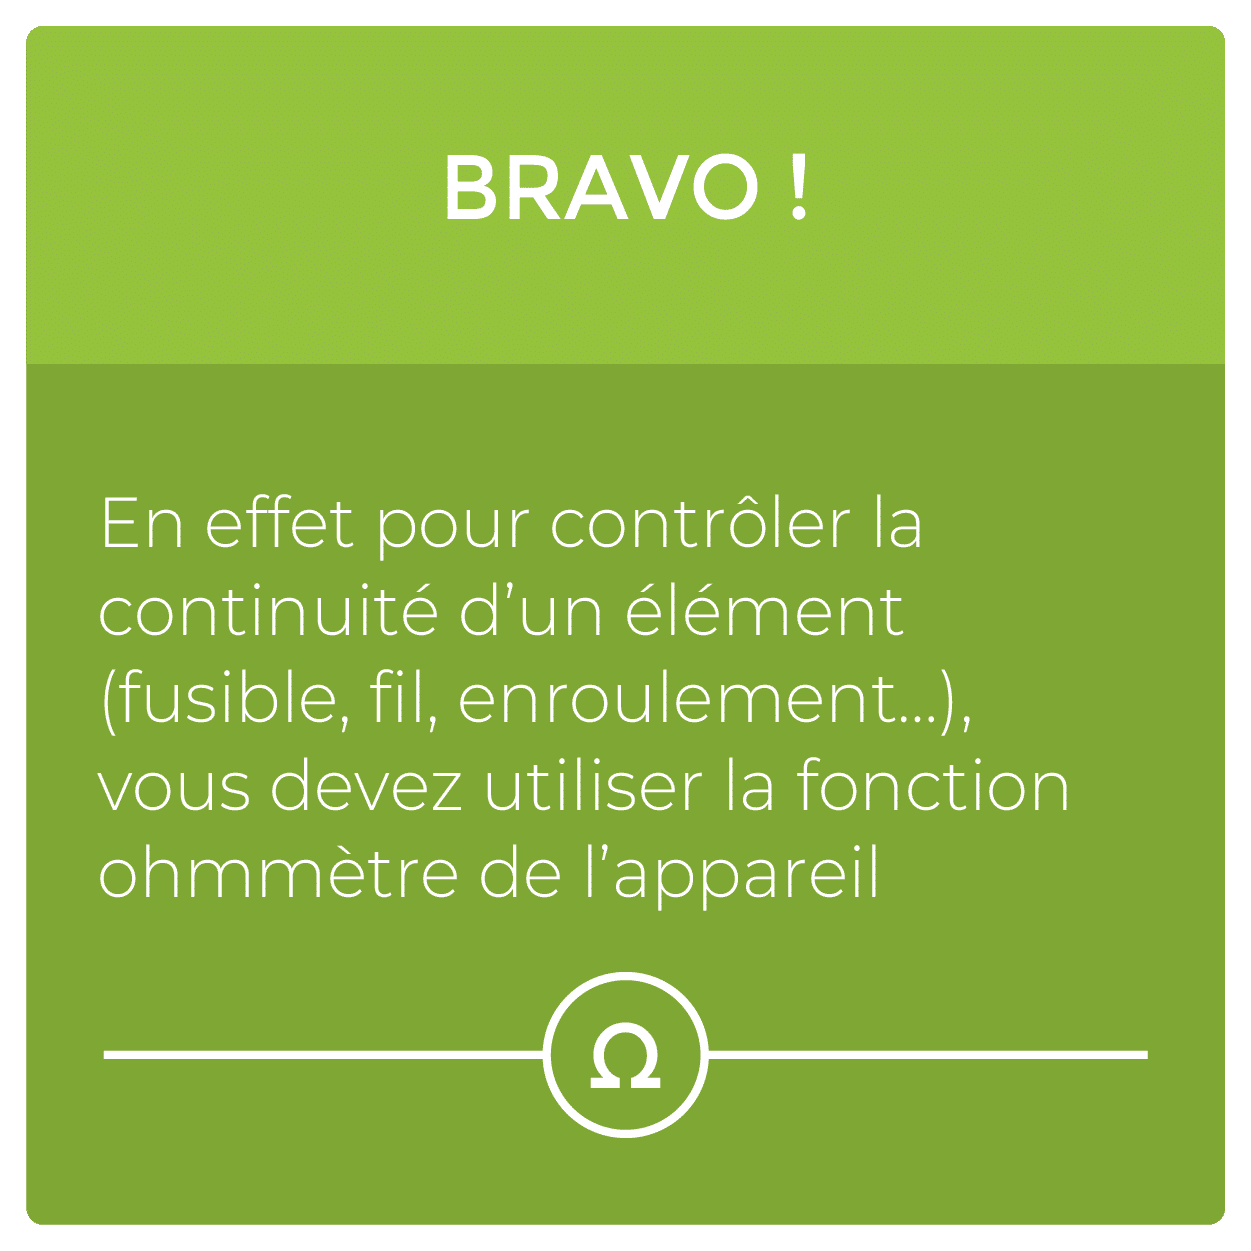 BRAVO !
En effet pour contrôler la
continuité d’un élément
(fusible, fil, enroulement...),
vous devez utiliser la fonction
ohmmètre de l’appareil
Ω